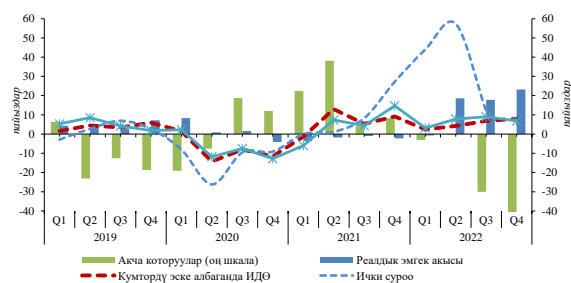 60 60
50 50
40 40
30 30
20 20
10 10
0 0
-10 -10
-20 -20
-30 -30
-40 -40
пайыздар
пайыздар
Q1 Q2 Q3 Q4 Q1 Q2 Q3 Q4 Q1 Q2 Q3 Q4 Q1 Q2 Q3 Q4
2019 2020 2021 2022
Акча которуулар (оң шкала) Реалдык эмгек акысы
Кумтордү эске албаганда ИДӨ Ички суроо